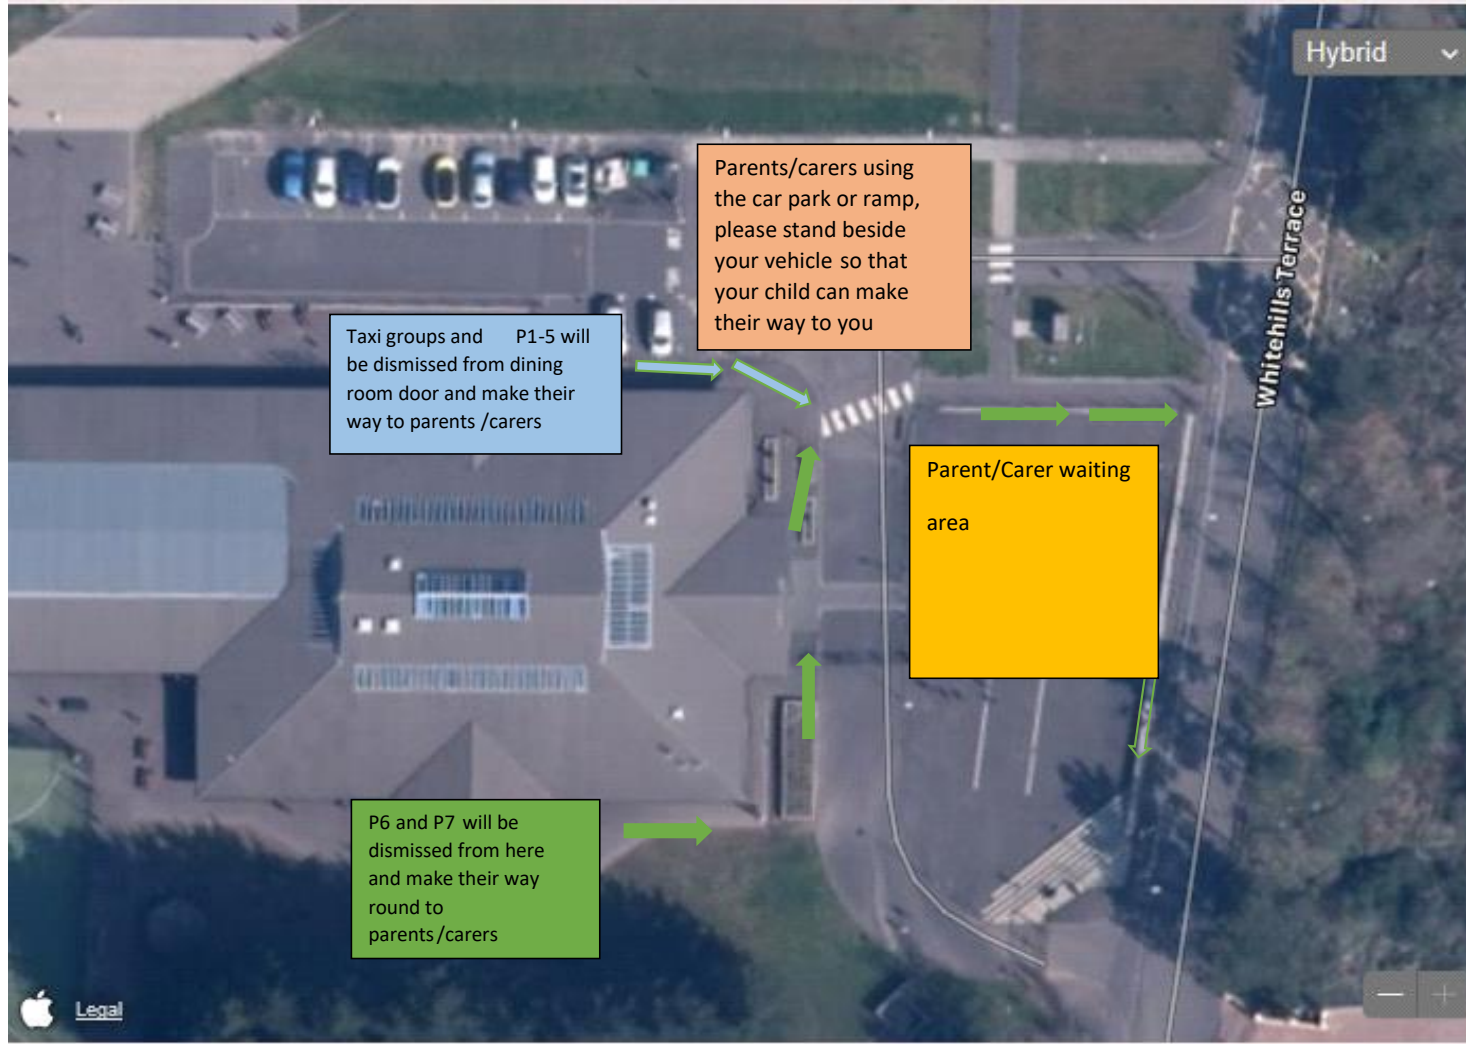 Hybrid
Parents/carers using
the car park or ramp,
please stand beside
your vehicle so that
your child can make
their way to you
Whitehills Terrace
Taxi groups and P1-5 will
be dismissed from dining
room door and make their
way to parents /carers
Parent/Carer waiting
area
P6 and P7 will be
dismissed from here
and make their way
round to
parents/carers
Legal